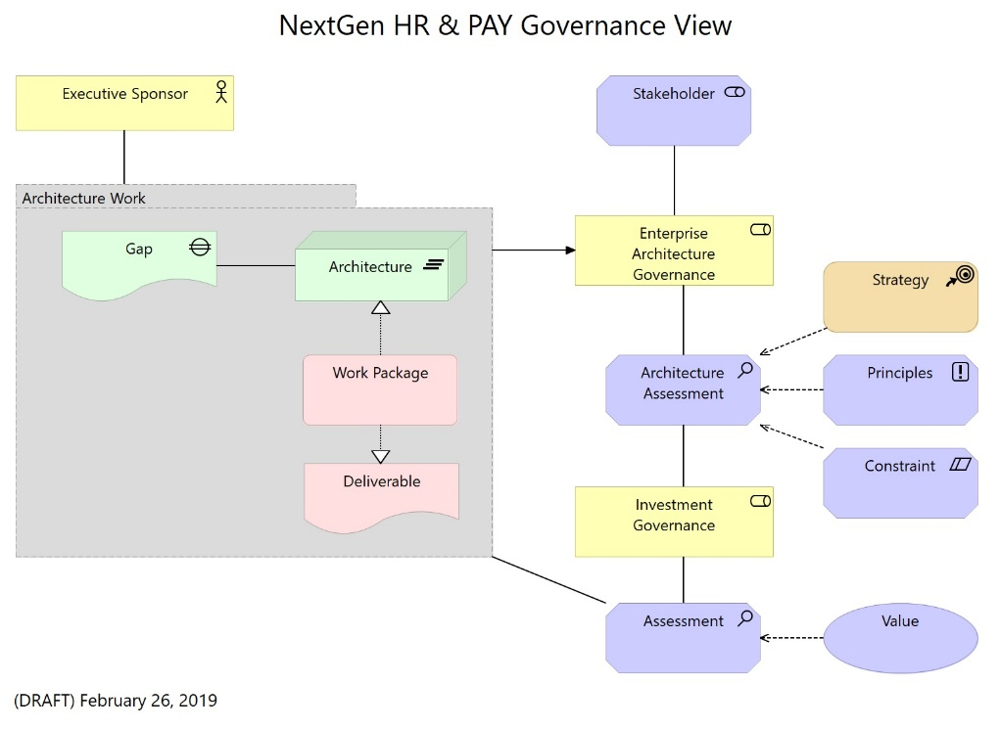 NextGen HR & PAY Governance View
Executive Sponsor
Stakeholder
Architecture Work
Gap
Architecture
Work Package
Deliverable
Enterprise
Architecture
Governance
Strategy
Architecture
Assessment
Principles
Constraint
Investment
Governance
Assessment
Value
(DRAFT) February 26, 2019